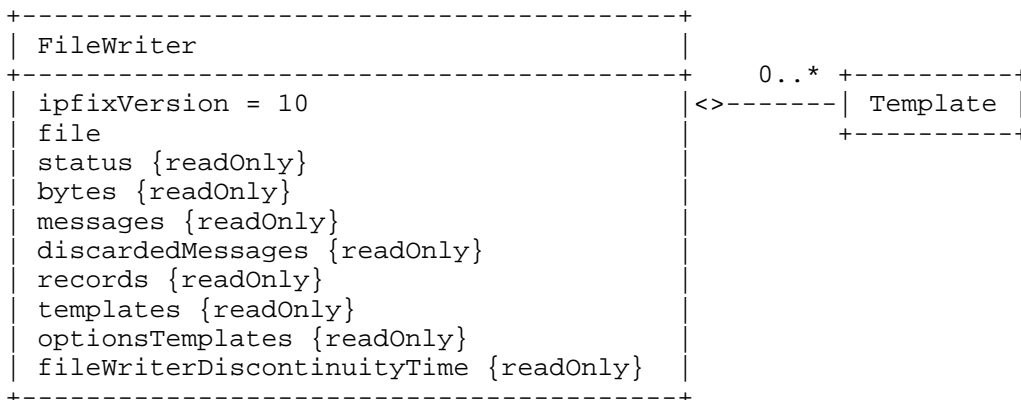 +-----------------------------------------+
| FileWriter                              |
+-----------------------------------------+    0..* +----------+
| ipfixVersion = 10                       |<>-------| Template |
| file                                    |         +----------+
| status {readOnly}                       |
| bytes {readOnly}                        |
| messages {readOnly}                     |
| discardedMessages {readOnly}            |
| records {readOnly}                      |
| templates {readOnly}                    |
| optionsTemplates {readOnly}             |
| fileWriterDiscontinuityTime {readOnly}  |
+-----------------------------------------+